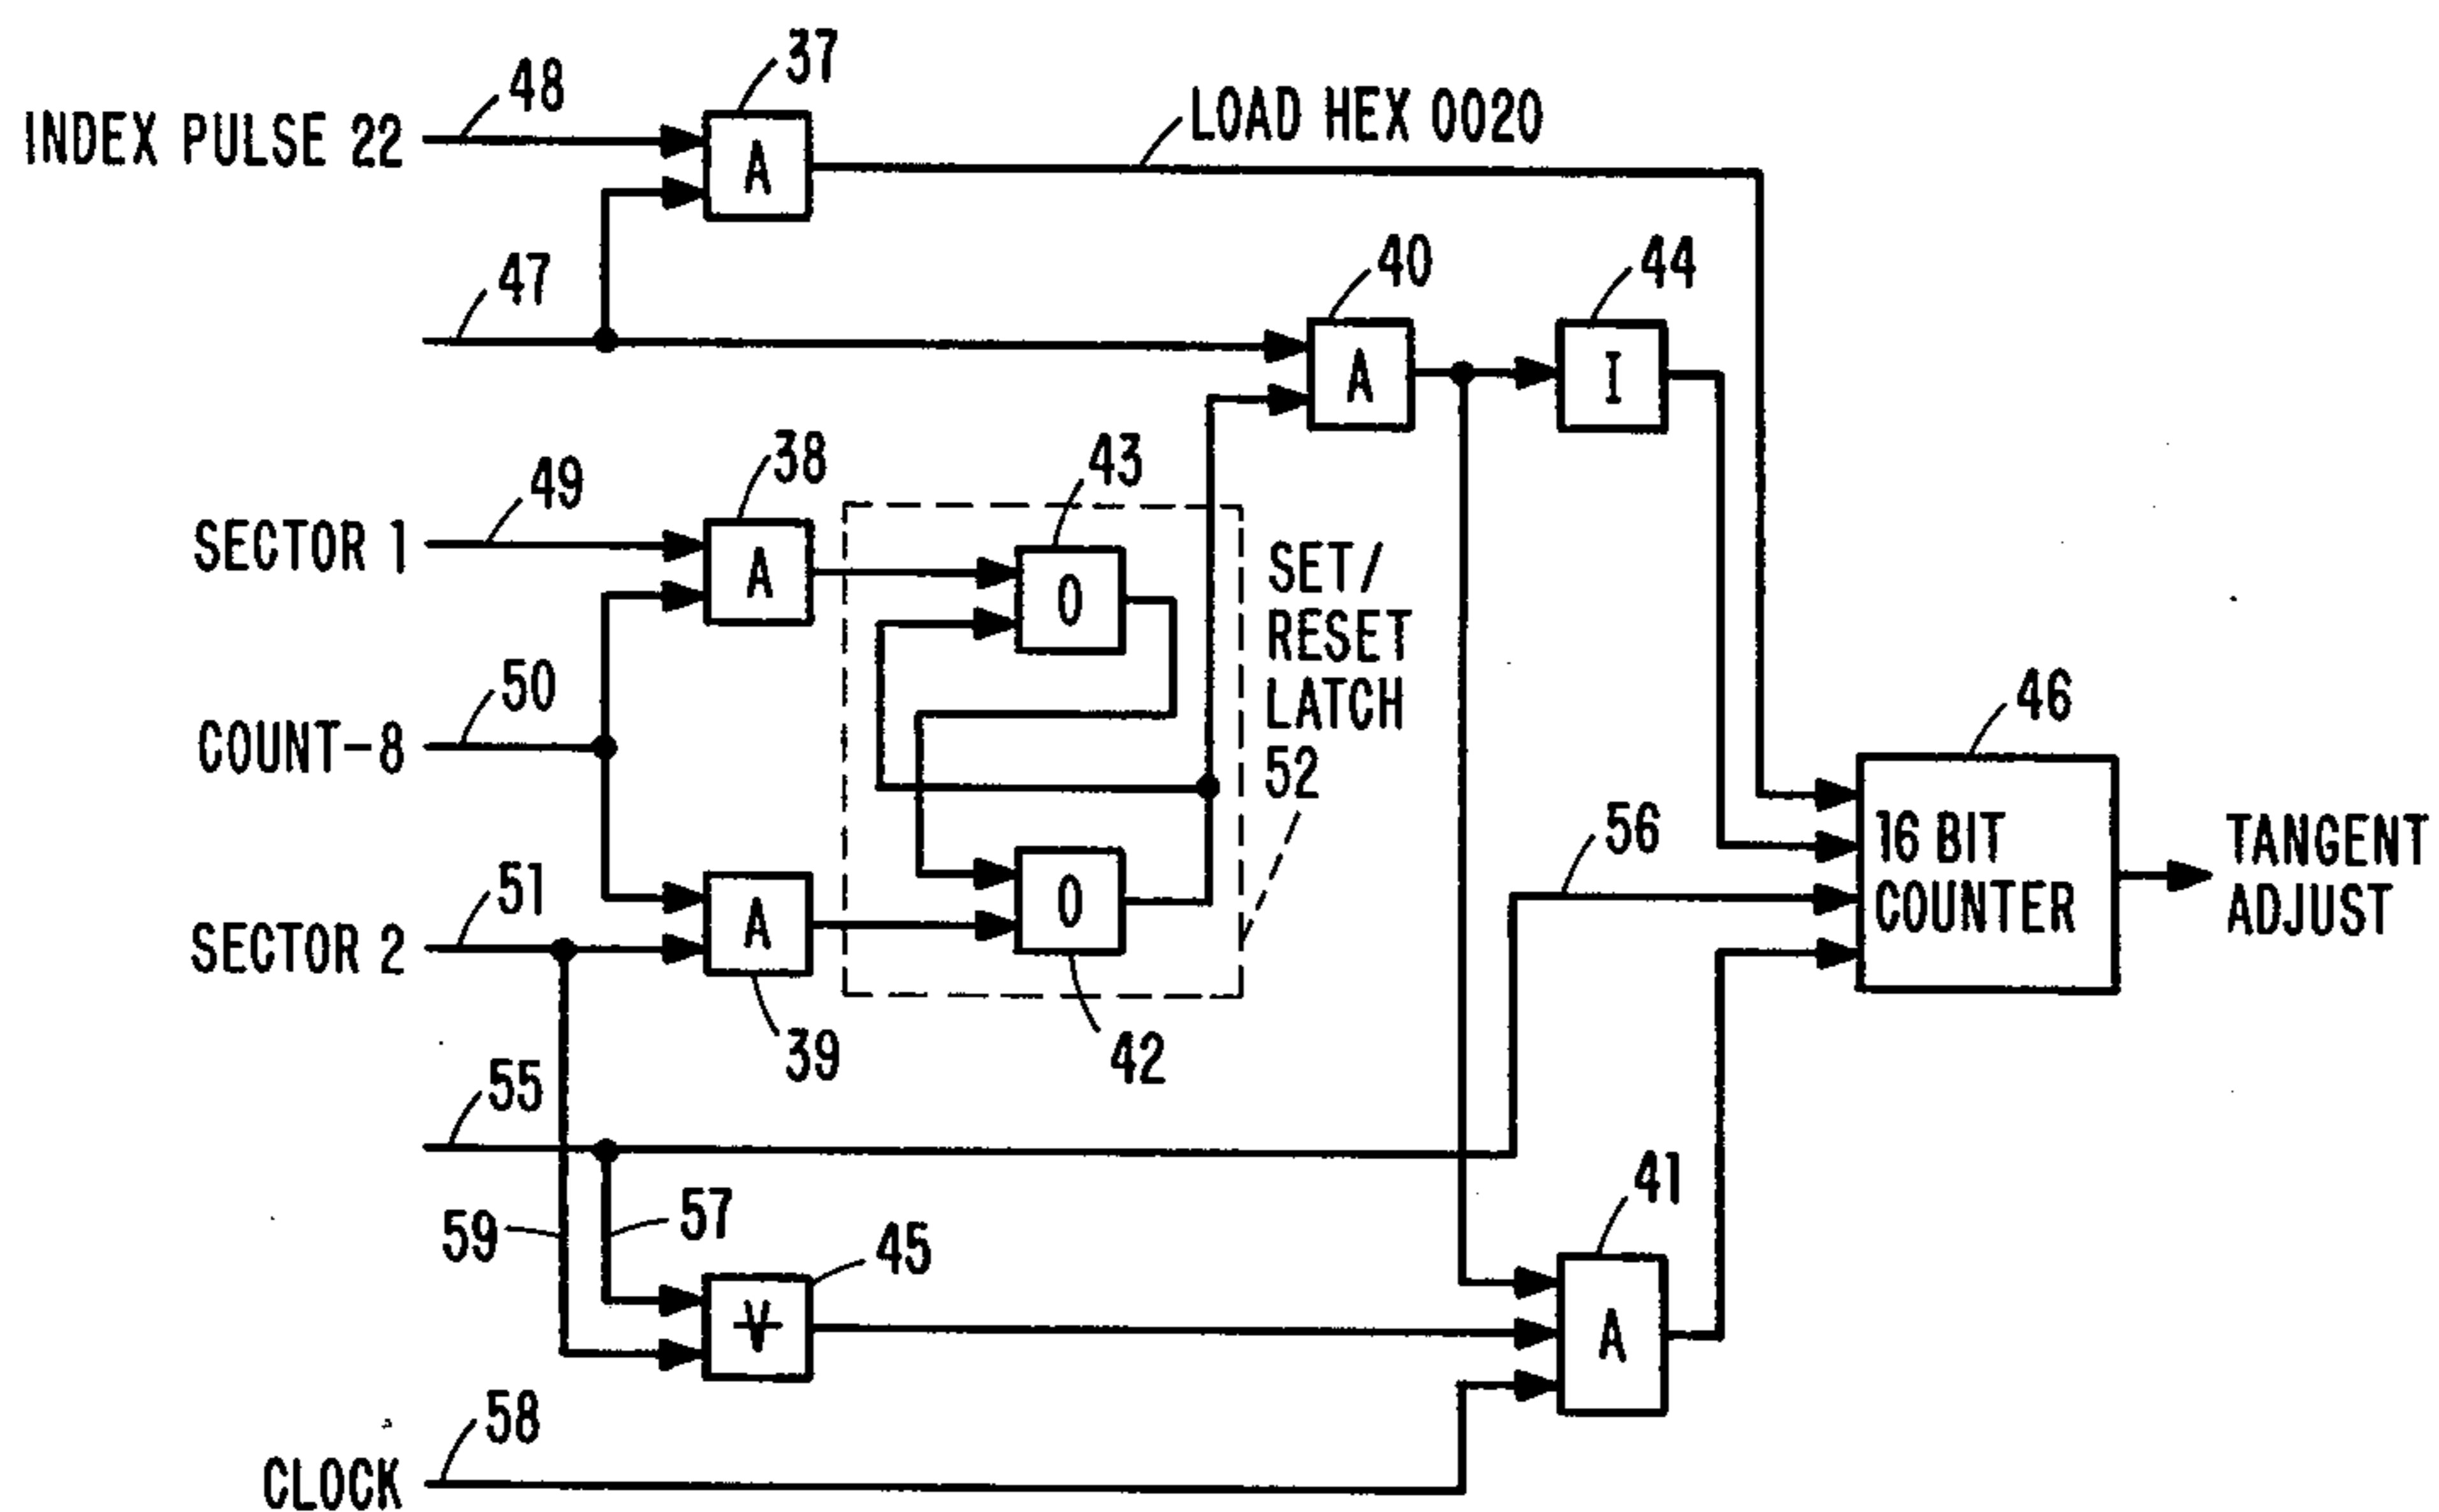 37
48
INDEX PULSE 22
A
LOAD HEX 0020
47
40
44
A
I
49
38
43
SECTOR 1
A
O
SET/
RESET
LATCH
52
50
COUNT-8
46
51
SECTOR 2
A
O
56
16 BIT
COUNTER
TANGENT
ADJUST
39
42
55
59
57
45
41
V
A
58
CLOCK